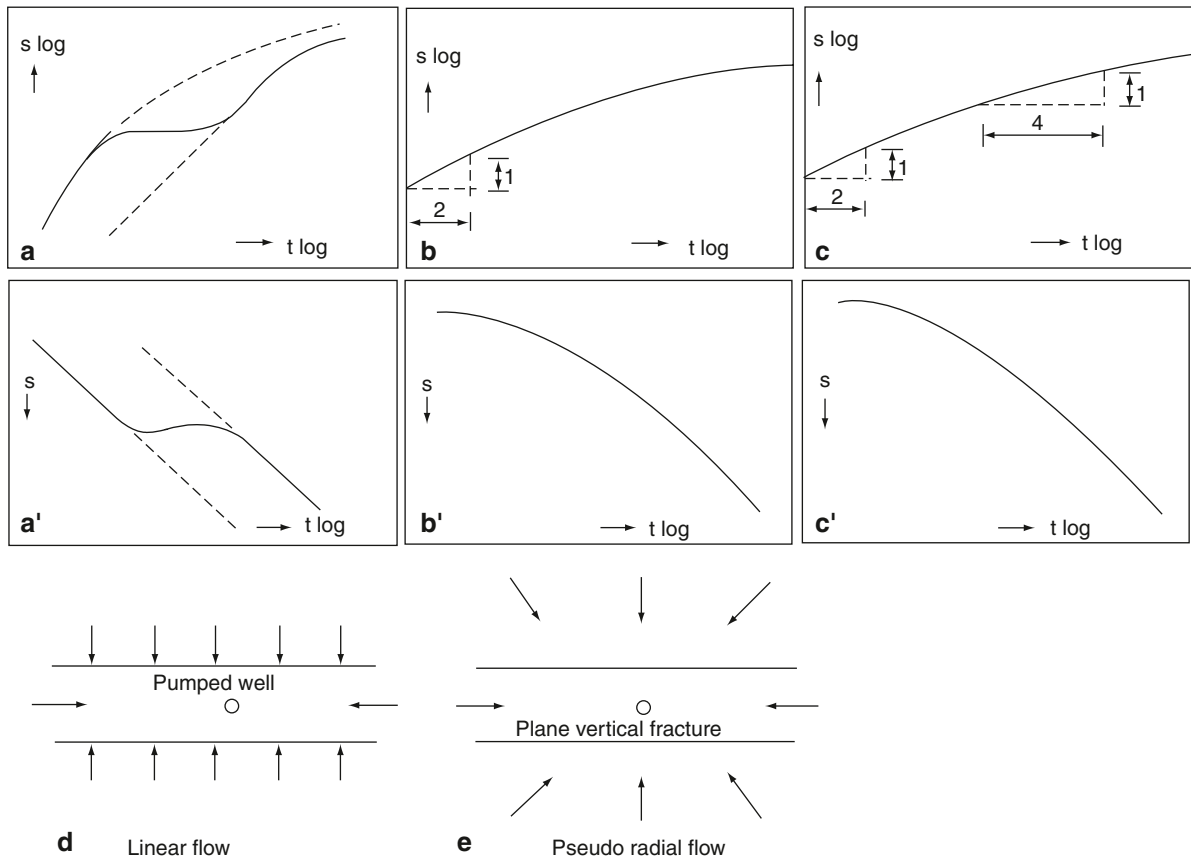 s log
t log
a
s log
1
2
t log
b
s log
1
4
1
2
t log
c
s
t log
a'
s
t log
b'
s
t log
c'
Pumped well
d Linear flow
Plane vertical fracture
e Pseudo radial flow